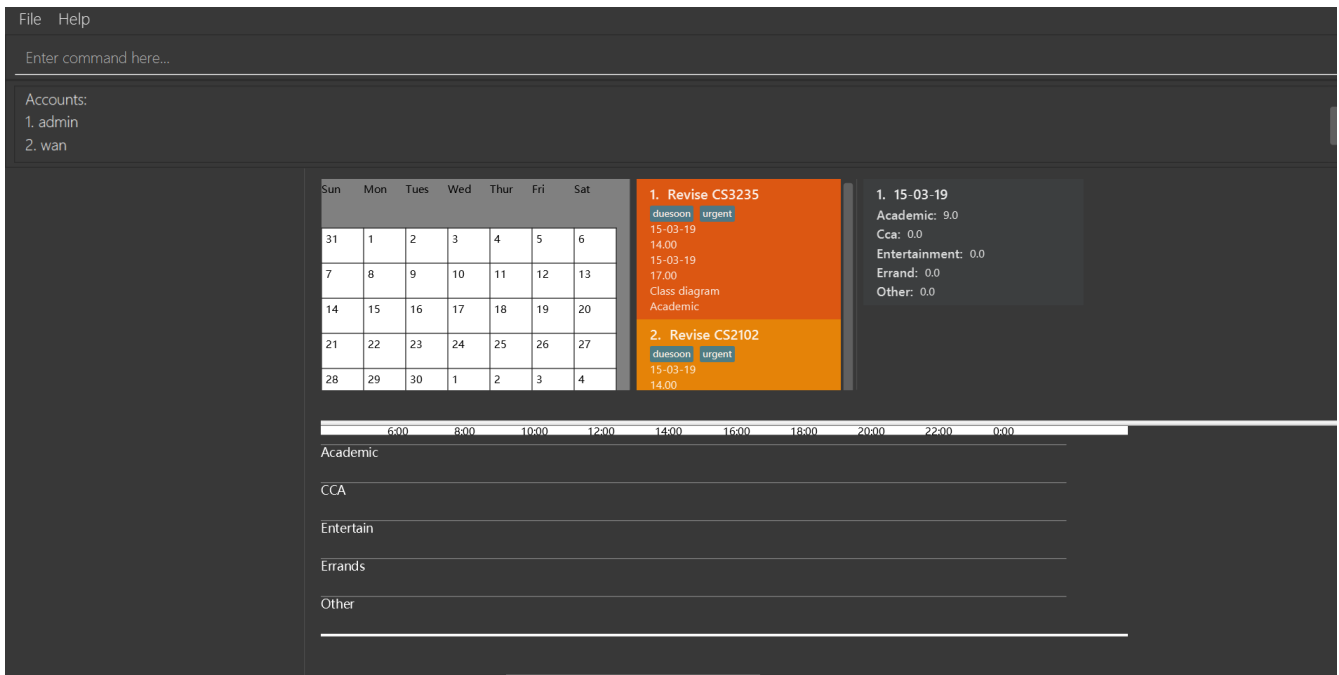 File Help
Enter command here...
Accounts:
1. admin
2. wan
Sun Mon Tues Wed Thur Fri Sat
31 1 2 3 4 5 6
7 8 9 10 11 12 13
14 15 16 17 18 19 20
21 22 23 24 25 26 27
28 29 30 1 2 3 4
1. Revise CS3235
duesoon urgent
15-03-19
14.00
15-03-19
17.00
Class diagram
Academic
2. Revise CS2102
duesoon urgent
15-03-19
14.00
1. 15-03-19
Academic: 9.0
Cca: 0.0
Entertainment: 0.0
Errand: 0.0
Other: 0.0
6:00 8:00 10:00 12:00 14:00 16:00 18:00 20:00 22:00 0:00
Academic
CCA
Entertain
Errands
Other